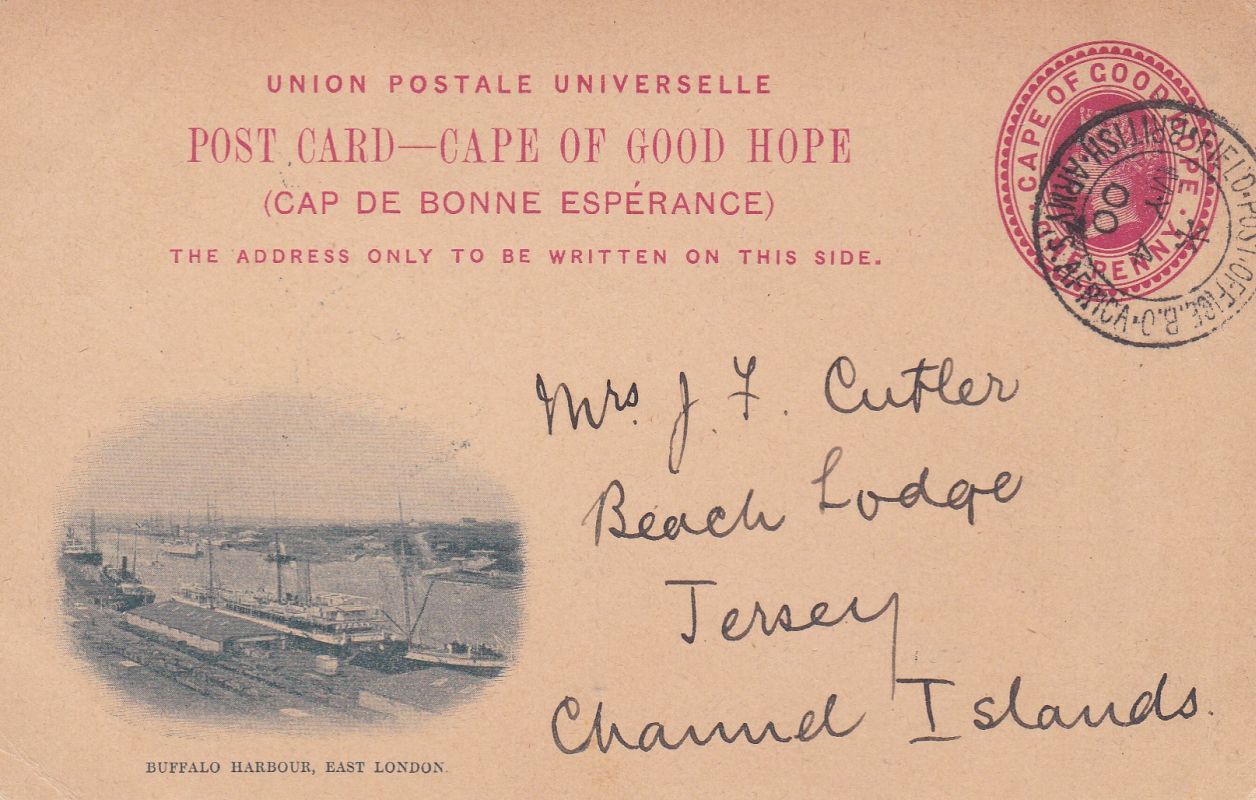 UNION POSTALE UNIVERSELLE
POST CARD—CAPE OF GOOD HOPE
(CAP DE BONNE ESPÉRANCE)
THE ADDRESS ONLY TO BE WRITTEN ON THIS SIDE.
CAPE OF GOOD HOPE. PENNY.
FIELD·POST·OFFICE.B.O. BRITISH·ARMY S.AFRICA·
MY
00
Mrs. J. F. Cutler
Beach Lodge
Jersey
Channel Islands.
BUFFALO HARBOUR, EAST LONDON.